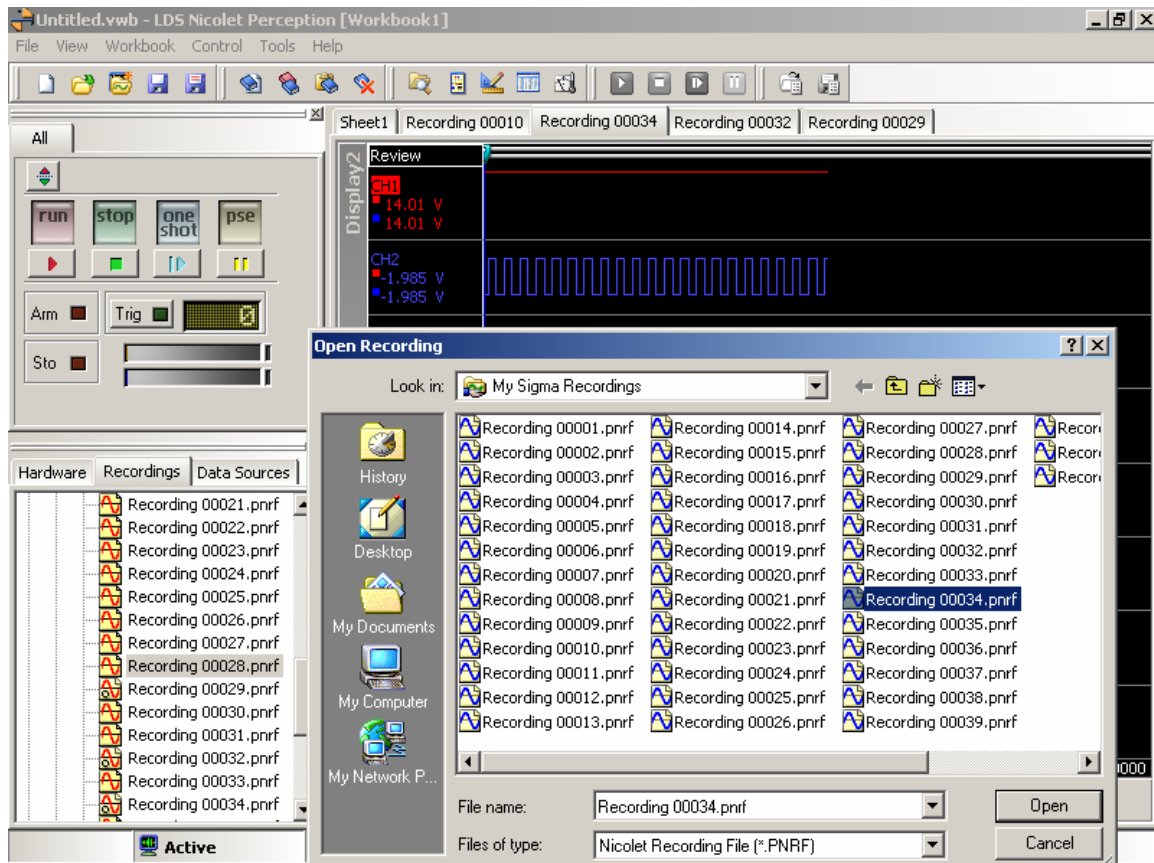 Untitled.vwb - LDS Nicolet Perception [Workbook1]
File View Workbook Control Tools Help
Sheet1 Recording 00010 Recording 00034 Recording 00032 Recording 00029
All
run stop one shot pse
Arm Trig 0
Sto
Display2
Review
CH1
14.01 V
14.01 V
CH2
-1.985 V
-1.985 V
0000
Hardware Recordings Data Sources
Recording 00021.pnrf
Recording 00022.pnrf
Recording 00023.pnrf
Recording 00024.pnrf
Recording 00025.pnrf
Recording 00026.pnrf
Recording 00027.pnrf
Recording 00028.pnrf
Recording 00029.pnrf
Recording 00030.pnrf
Recording 00031.pnrf
Recording 00032.pnrf
Recording 00033.pnrf
Recording 00034.pnrf
Active
Open Recording
Look in: My Sigma Recordings
History
Desktop
My Documents
My Computer
My Network P...
Recording 00001.pnrf Recording 00014.pnrf Recording 00027.pnrf
Recording 00002.pnrf Recording 00015.pnrf Recording 00028.pnrf
Recording 00003.pnrf Recording 00016.pnrf Recording 00029.pnrf
Recording 00004.pnrf Recording 00017.pnrf Recording 00030.pnrf
Recording 00005.pnrf Recording 00018.pnrf Recording 00031.pnrf
Recording 00006.pnrf Recording 00019.pnrf Recording 00032.pnrf
Recording 00007.pnrf Recording 00020.pnrf Recording 00033.pnrf
Recording 00008.pnrf Recording 00021.pnrf Recording 00034.pnrf
Recording 00009.pnrf Recording 00022.pnrf Recording 00035.pnrf
Recording 00010.pnrf Recording 00023.pnrf Recording 00036.pnrf
Recording 00011.pnrf Recording 00024.pnrf Recording 00037.pnrf
Recording 00012.pnrf Recording 00025.pnrf Recording 00038.pnrf
Recording 00013.pnrf Recording 00026.pnrf Recording 00039.pnrf
File name: Recording 00034.pnrf Open
Files of type: Nicolet Recording File (*.PNRF) Cancel